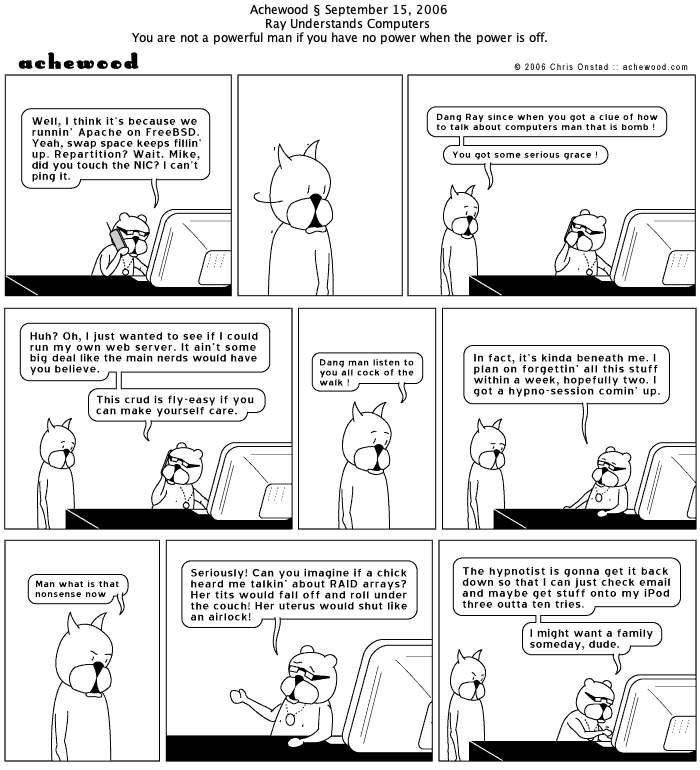 Achewood § September 15, 2006
Ray Understands Computers
You are not a powerful man if you have no power when the power is off.
achewood
© 2006 Chris Onstad :: achewood.com
Well, I think it's because we
runnin' Apache on FreeBSD.
Yeah, swap space keeps fillin'
up. Repartition? Wait. Mike,
did you touch the NIC? I can't
ping it.
Dang Ray since when you got a clue of how
to talk about computers man that is bomb !
You got some serious grace !
Huh? Oh, I just wanted to see if I could
run my own web server. It ain't some
big deal like the main nerds would have
you believe.
This crud is fly-easy if you
can make yourself care.
Dang man listen to
you all cock of the
walk !
In fact, it's kinda beneath me. I
plan on forgettin' all this stuff
within a week, hopefully two. I
got a hypno-session comin' up.
Man what is that
nonsense now
Seriously! Can you imagine if a chick
heard me talkin' about RAID arrays?
Her tits would fall off and roll under
the couch! Her uterus would shut like
an airlock!
The hypnotist is gonna get it back
down so that I can just check email
and maybe get stuff onto my iPod
three outta ten tries.
I might want a family
someday, dude.